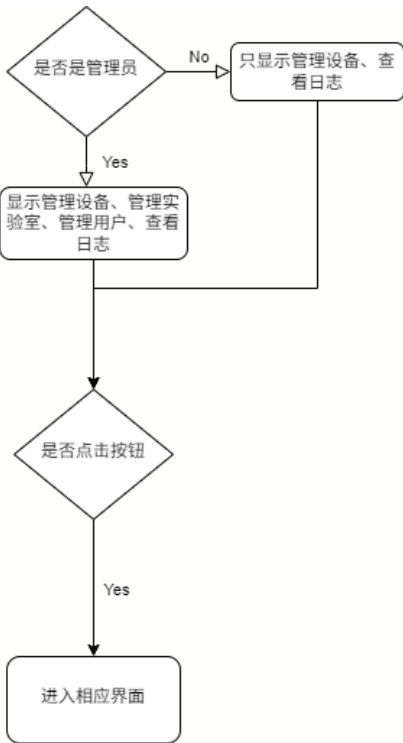 是否是管理员
No
只显示管理设备、查
看日志
Yes
显示管理设备、管理实
验室、管理用户、查看
日志
是否点击按钮
Yes
进入相应界面